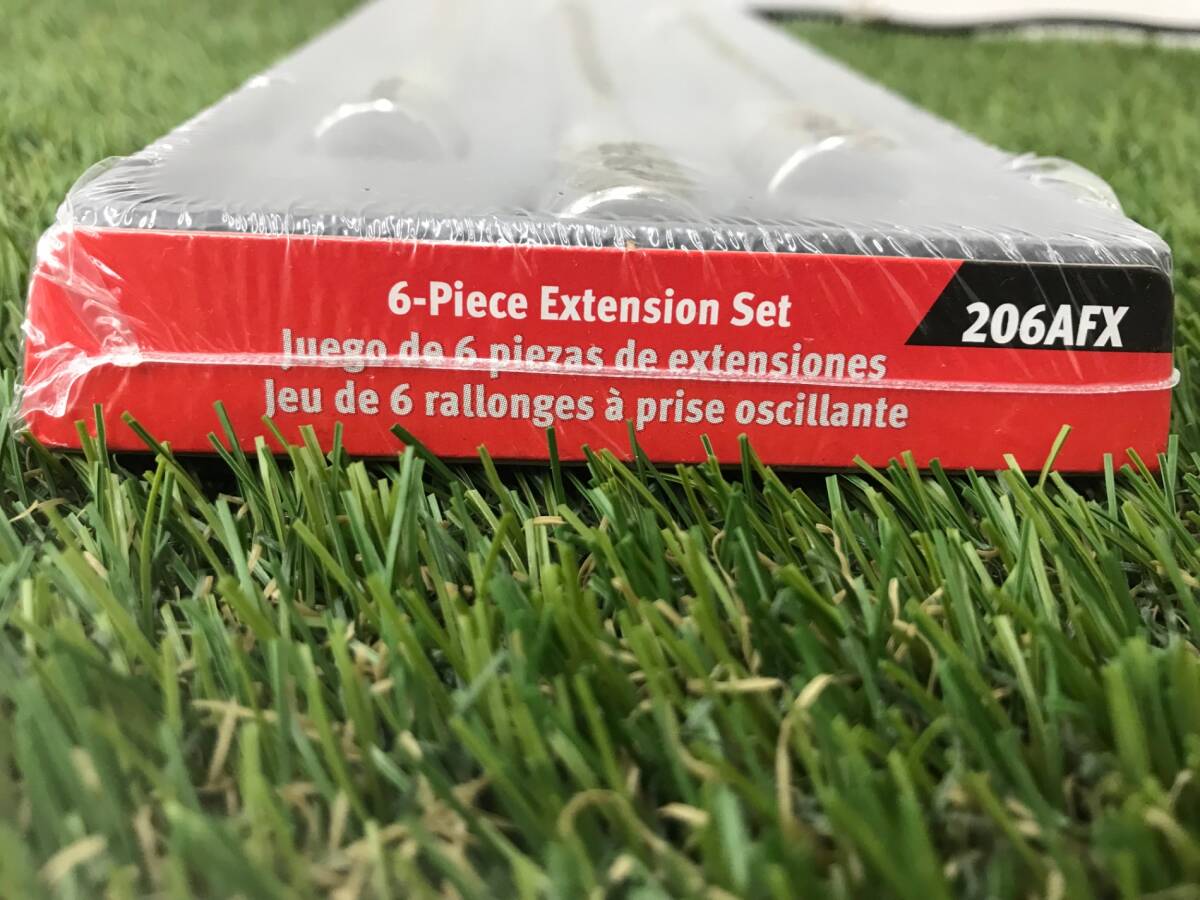 6-Piece Extension Set
206AFX
Juego de 6 piezas de extensiones
Jeu de 6 rallonges à prise oscillante